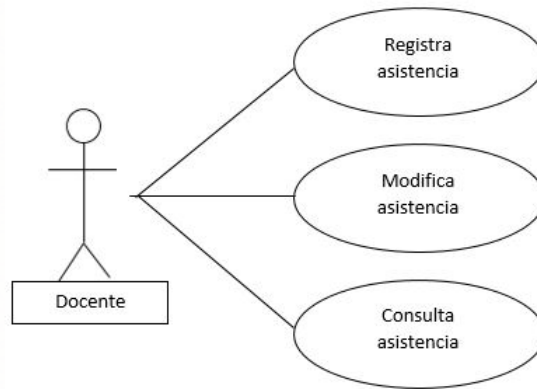 Registra
asistencia
Modifica
asistencia
Docente
Consulta
asistencia